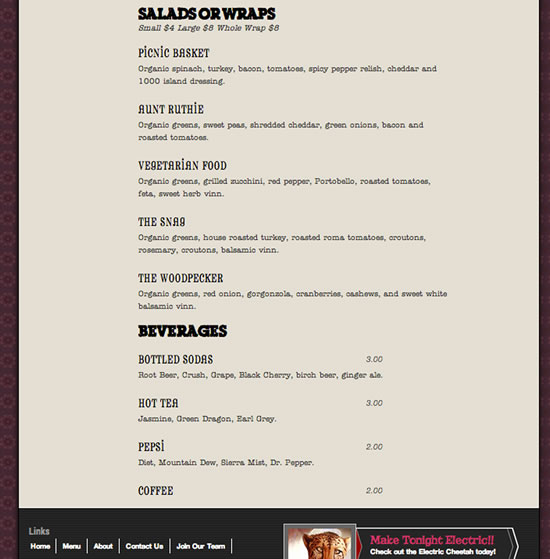 SALADS OR WRAPS
Small $4 Large $8 Whole Wrap $8
PICNIC BASKET
Organic spinach, turkey, bacon, tomatoes, spicy pepper relish, cheddar and
1000 island dressing.
AUNT RUTHIE
Organic greens, sweet peas, shredded cheddar, green onions, bacon and
roasted tomatoes.
VEGETARIAN FOOD
Organic greens, grilled zucchini, red pepper, Portobello, roasted tomatoes,
feta, sweet herb vinn.
THE SNAG
Organic greens, house roasted turkey, roasted roma tomatoes, croutons,
rosemary, croutons, balsamic vinn.
THE WOODPECKER
Organic greens, red onion, gorgonzola, cranberries, cashews, and sweet white
balsamic vinn.
BEVERAGES
BOTTLED SODAS 3.00
Root Beer, Crush, Grape, Black Cherry, birch beer, ginger ale.
HOT TEA 3.00
Jasmine, Green Dragon, Earl Grey.
PEPSI 2.00
Diet, Mountain Dew, Sierra Mist, Dr. Pepper.
COFFEE 2.00
Links
Home Menu About Contact Us Join Our Team
Make Tonight Electric!!
Check out the Electric Cheetah today!